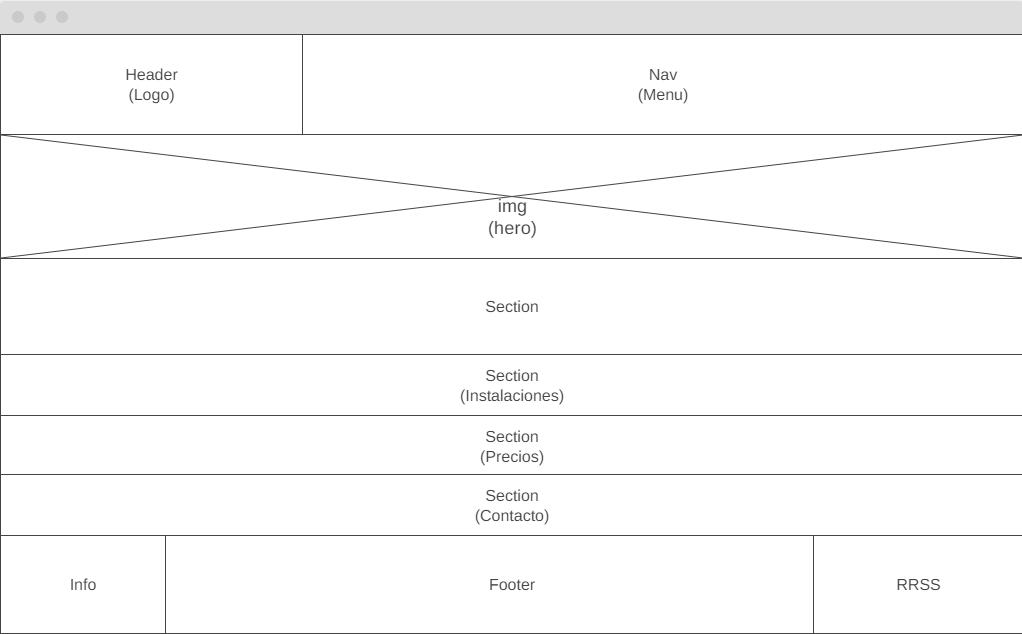 Header
(Logo)
Nav
(Menu)
img
(hero)
Section
Section
(Instalaciones)
Section
(Precios)
Section
(Contacto)
Info
Footer
RRSS